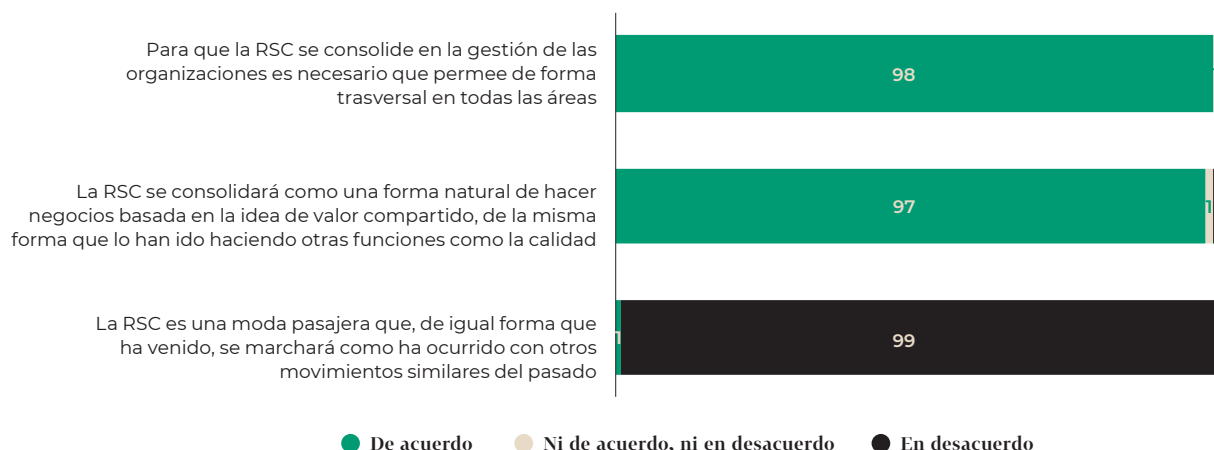 Para que la RSC se consolide en la gestión de las
organizaciones es necesario que permee de forma
trasversal en todas las áreas
98
La RSC se consolidará como una forma natural de hacer
negocios basada en la idea de valor compartido, de la misma
forma que lo han ido haciendo otras funciones como la calidad
97
1
La RSC es una moda pasajera que, de igual forma que
ha venido, se marchará como ha ocurrido con otros
movimientos similares del pasado
1
99
De acuerdo
Ni de acuerdo, ni en desacuerdo
En desacuerdo